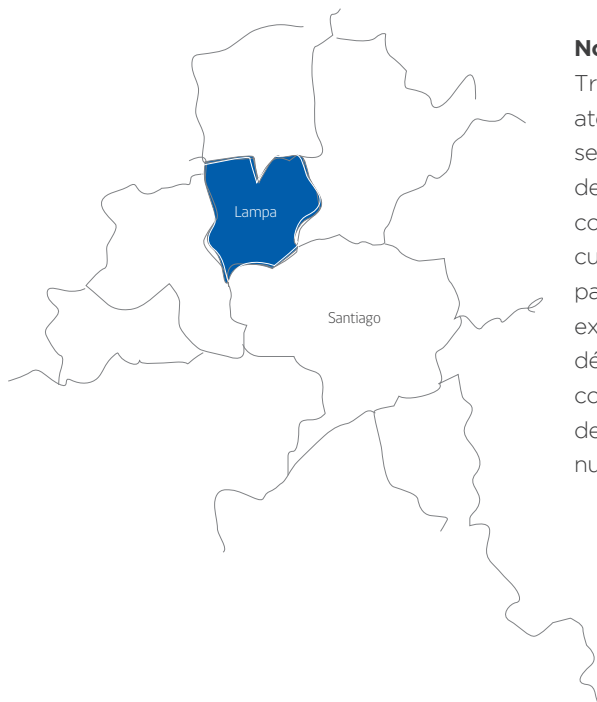 Lampa
Santiago
No
Tr
ate
se
de
co
cu
pa
ex
dé
co
de
nu